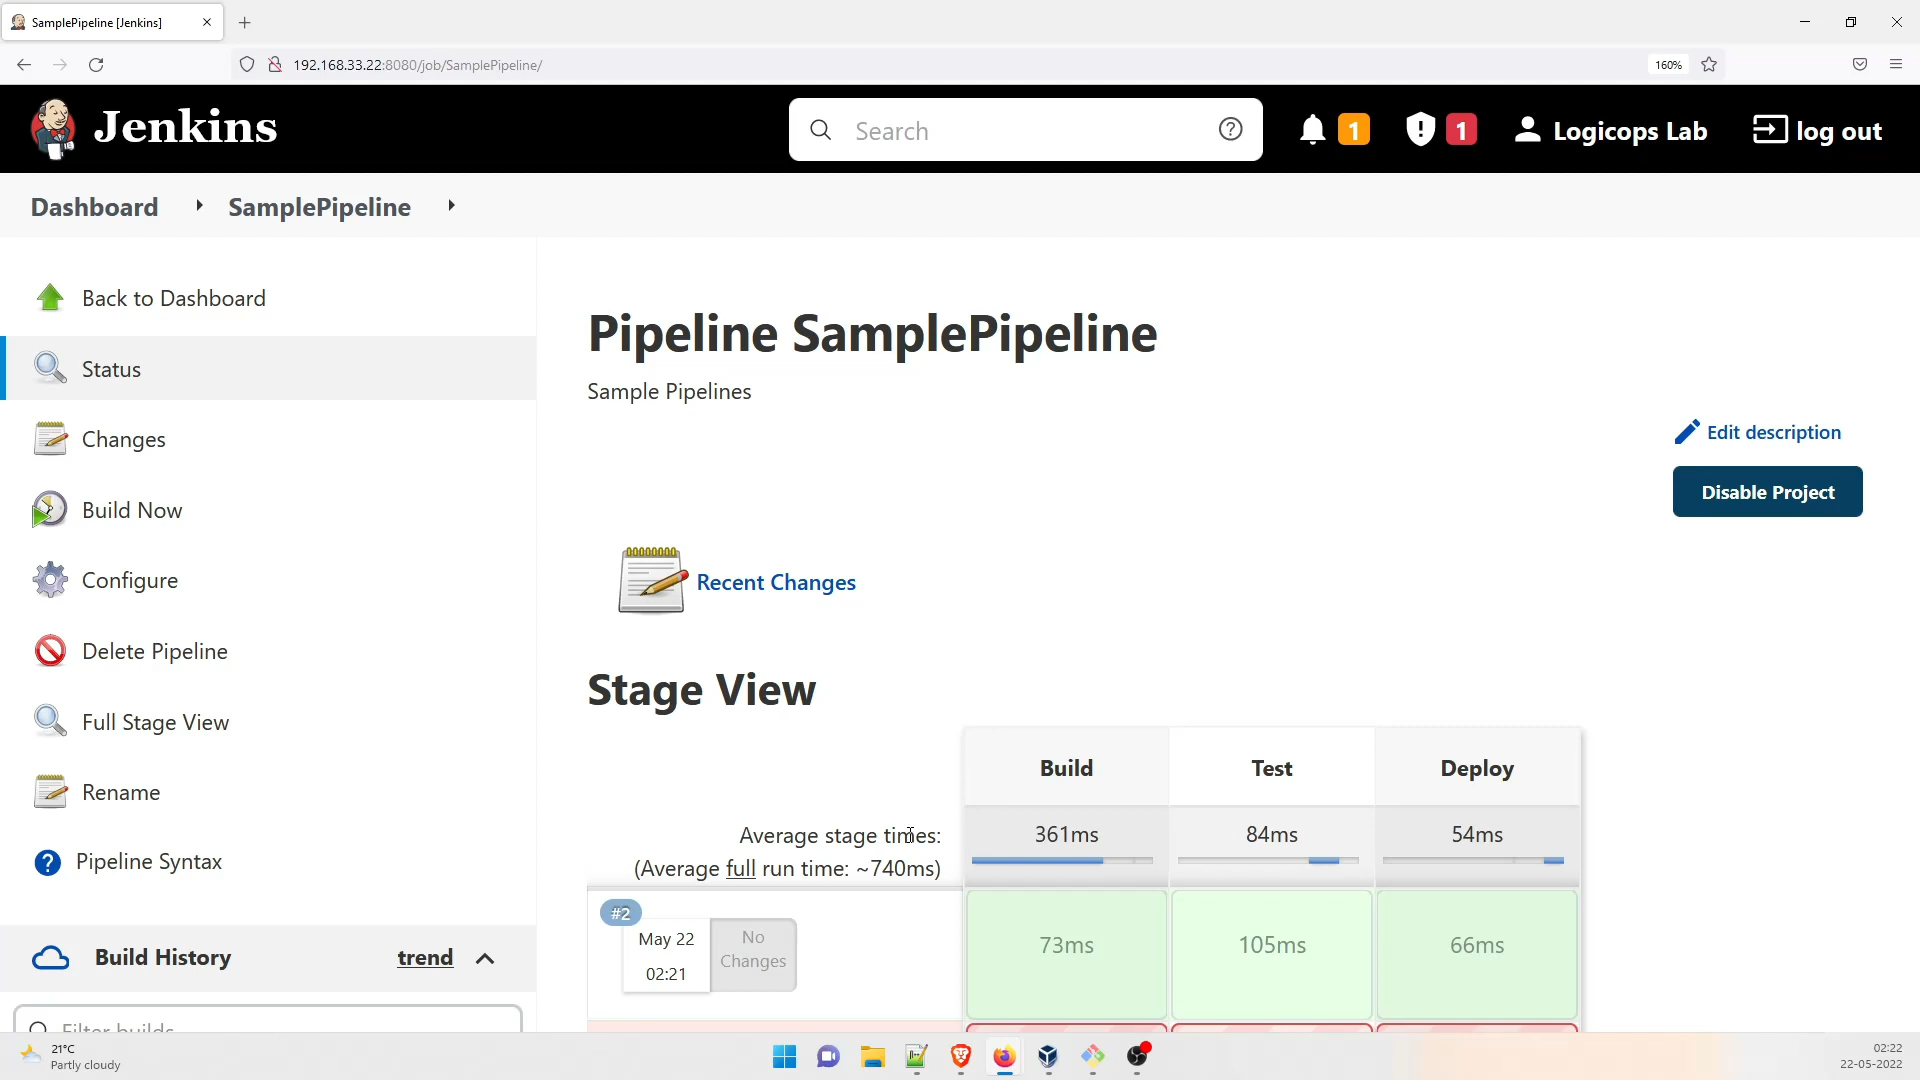 SamplePipeline [Jenkins]
192.168.33.22:8080/job/SamplePipeline/
160%
Jenkins
Search
1
1
Logicops Lab
log out
Dashboard
SamplePipeline
Back to Dashboard
Status
Changes
Build Now
Configure
Delete Pipeline
Full Stage View
Rename
Pipeline Syntax
Build History
trend
Filter builds
Pipeline SamplePipeline
Sample Pipelines
Edit description
Disable Project
Recent Changes
Stage View
Build Test Deploy
Average stage times:
(Average full run time: ~740ms)
361ms 84ms 54ms
#2
May 22
02:21
No
Changes
73ms 105ms 66ms
21°C
Partly cloudy
02:22
22-05-2022